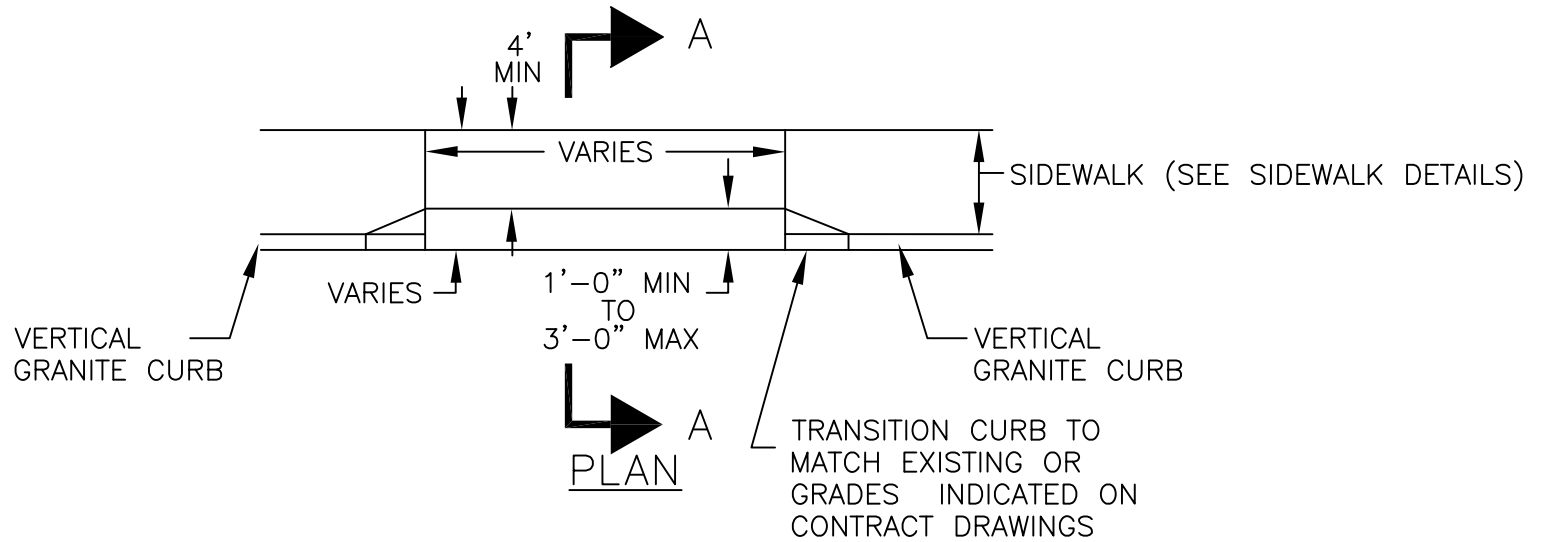 A
4'
MIN
VARIES
SIDEWALK (SEE SIDEWALK DETAILS)
VARIES
1'-0" MIN
TO
3'-0" MAX
VERTICAL
GRANITE CURB
VERTICAL
GRANITE CURB
A
PLAN
TRANSITION CURB TO
MATCH EXISTING OR
GRADES INDICATED ON
CONTRACT DRAWINGS